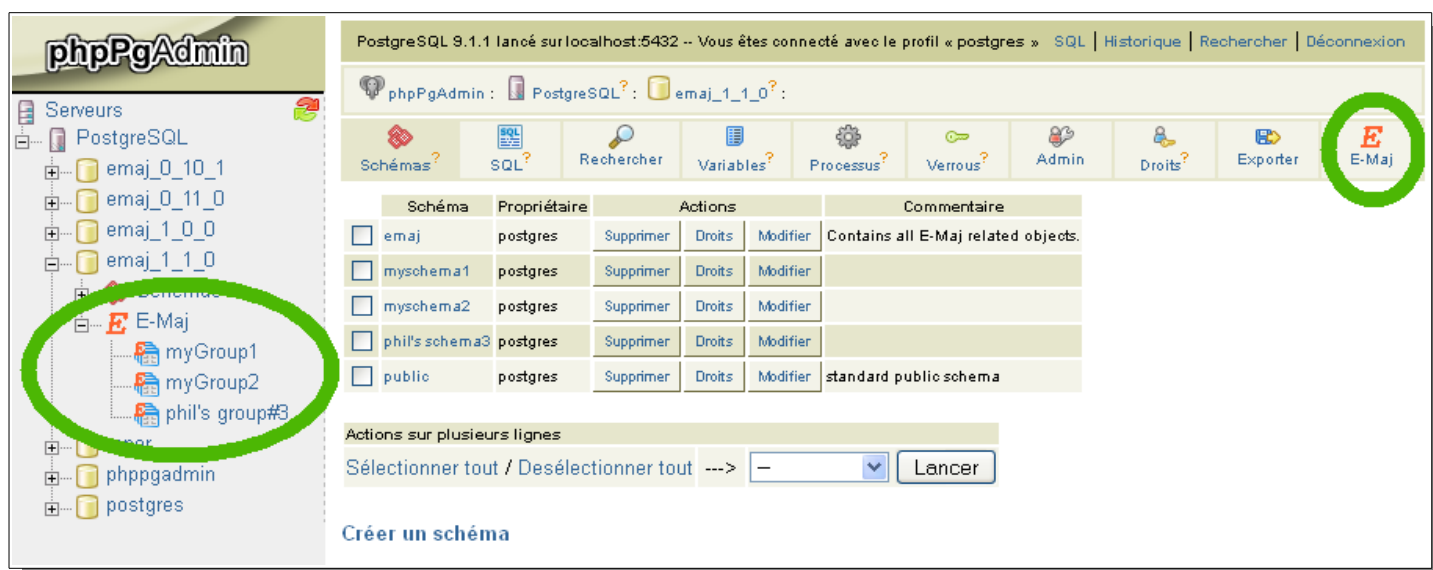 phpPgAdmin
Serveurs
PostgreSQL
emaj_0_10_1
emaj_0_11_0
emaj_1_0_0
emaj_1_1_0
E-Maj
myGroup1
myGroup2
phil's group#3
phppgadmin
postgres
PostgreSQL 9.1.1 lancé sur localhost:5432 -- Vous êtes connecté avec le profil « postgres » SQL | Historique | Rechercher | Déconnexion
phpPgAdmin : PostgreSQL? : emaj_1_1_0? :
Schémas? SQL? Rechercher Variables? Processus? Verrous? Admin Droits? Exporter E-Maj
Schéma Propriétaire Actions Commentaire
emaj postgres Supprimer Droits Modifier Contains all E-Maj related objects.
myschema1 postgres Supprimer Droits Modifier
myschema2 postgres Supprimer Droits Modifier
phil's schema3 postgres Supprimer Droits Modifier
public postgres Supprimer Droits Modifier standard public schema
Actions sur plusieurs lignes
Sélectionner tout / Desélectionner tout ---> -- Lancer
Créer un schéma